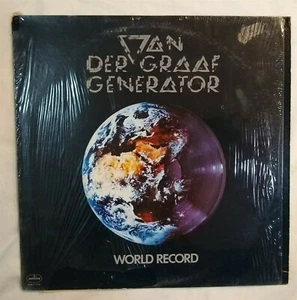 VAN
DER GRAAF
GENERATOR
WORLD RECORD